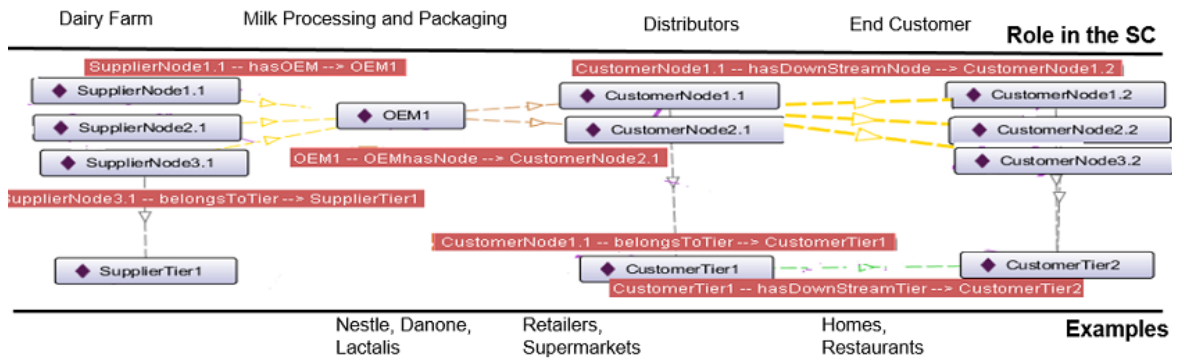 Dairy Farm
Milk Processing and Packaging
Distributors
End Customer
Role in the SC
SupplierNode1.1 -- hasOEM --> OEM1
CustomerNode1.1 -- hasDownStreamNode --> CustomerNode1.2
SupplierNode1.1
CustomerNode1.1
CustomerNode1.2
OEM1
SupplierNode2.1
CustomerNode2.1
CustomerNode2.2
SupplierNode3.1
OEM1 -- OEMhasNode --> CustomerNode2.1
CustomerNode3.2
SupplierNode3.1 -- belongsToTier --> SupplierTier1
CustomerNode1.1 -- belongsToTier --> CustomerTier1
SupplierTier1
CustomerTier1
CustomerTier2
CustomerTier1 -- hasDownStreamTier --> CustomerTier2
Nestle, Danone,
Lactalis
Retailers,
Supermarkets
Homes,
Restaurants
Examples